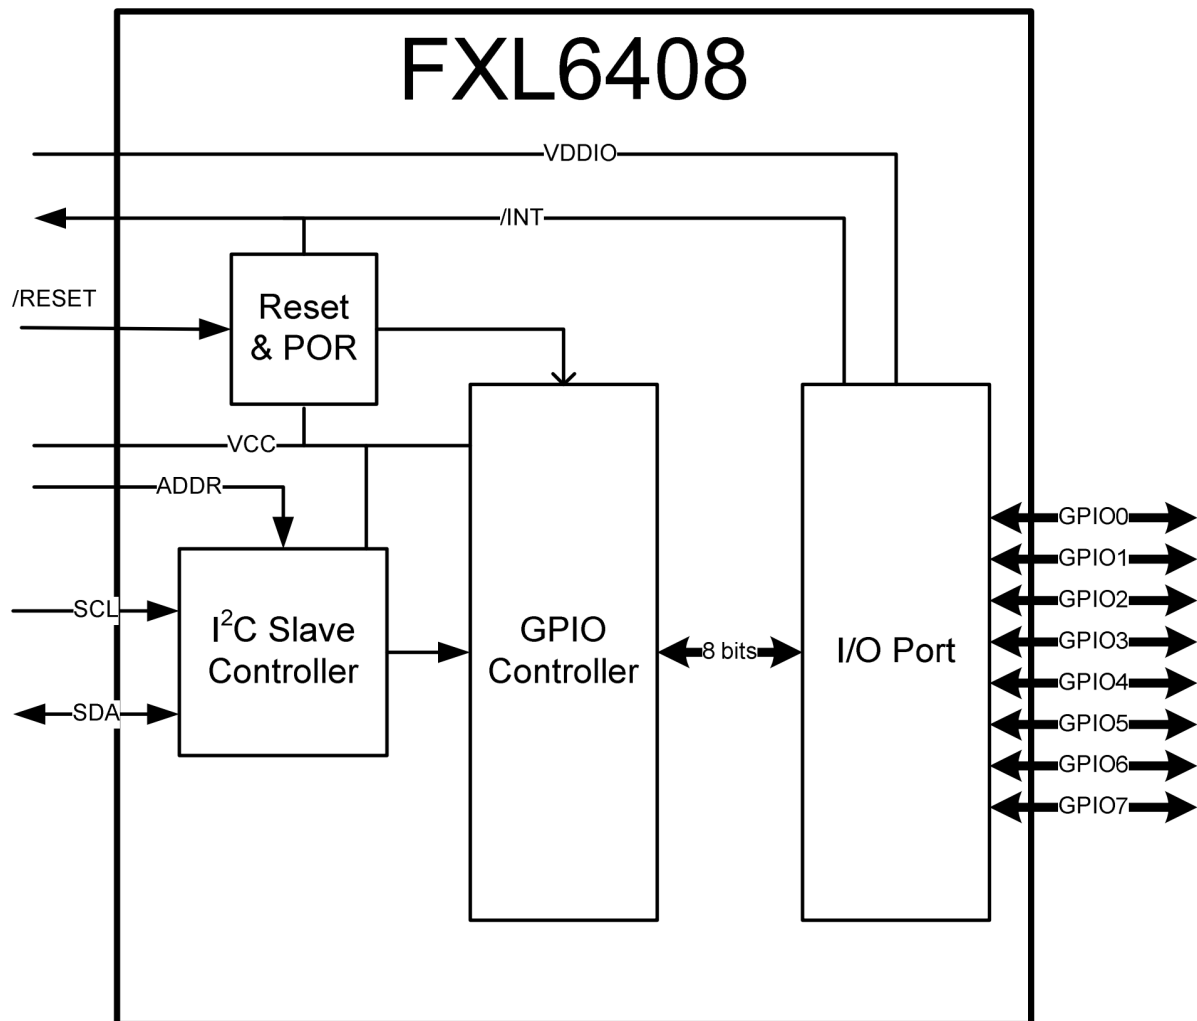 FXL6408
VDDIO
/INT
/RESET
Reset
& POR
VCC
ADDR
SCL
SDA
I²C Slave
Controller
GPIO
Controller
8 bits
I/O Port
GPIO0
GPIO1
GPIO2
GPIO3
GPIO4
GPIO5
GPIO6
GPIO7